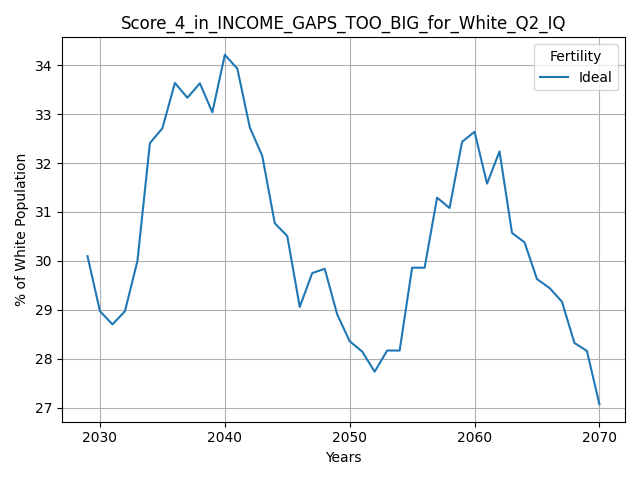 Score_4_in_INCOME_GAPS_TOO_BIG_for_White_Q2_IQ
Fertility
Ideal
% of White Population
34
33
32
31
30
29
28
27
2030
2040
2050
2060
2070
Years